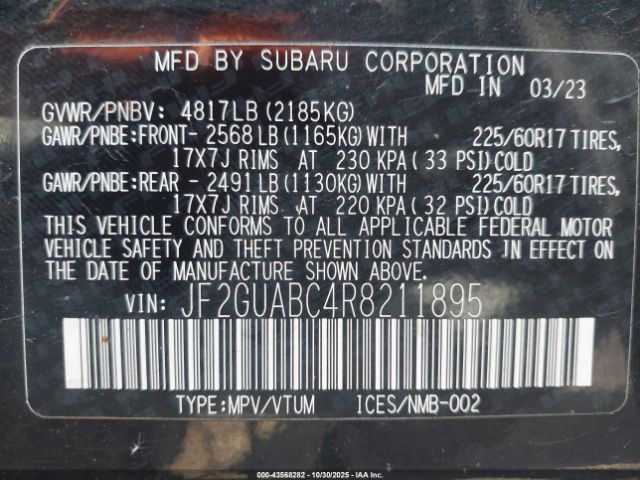 MFD BY SUBARU CORPORATION
MFD IN 03/23
GVWR/PNBV: 4817LB (2185KG)
GAWR/PNBE:FRONT- 2568LB (1165KG) WITH 225/60R17 TIRES,
17X7J RIMS AT 230 KPA (33 PSI) COLD
GAWR/PNBE:REAR - 2491LB (1130KG) WITH 225/60R17 TIRES,
17X7J RIMS AT 220 KPA (32 PSI) COLD
THIS VEHICLE CONFORMS TO ALL APPLICABLE FEDERAL MOTOR
VEHICLE SAFETY AND THEFT PREVENTION STANDARDS IN EFFECT ON
THE DATE OF MANUFACTURE SHOWN ABOVE.
VIN: JF2GUABC4R8211895
TYPE:MPV/VTUM ICES/NMB-002
000-43568282 - 10/30/2025 - IAA Inc.